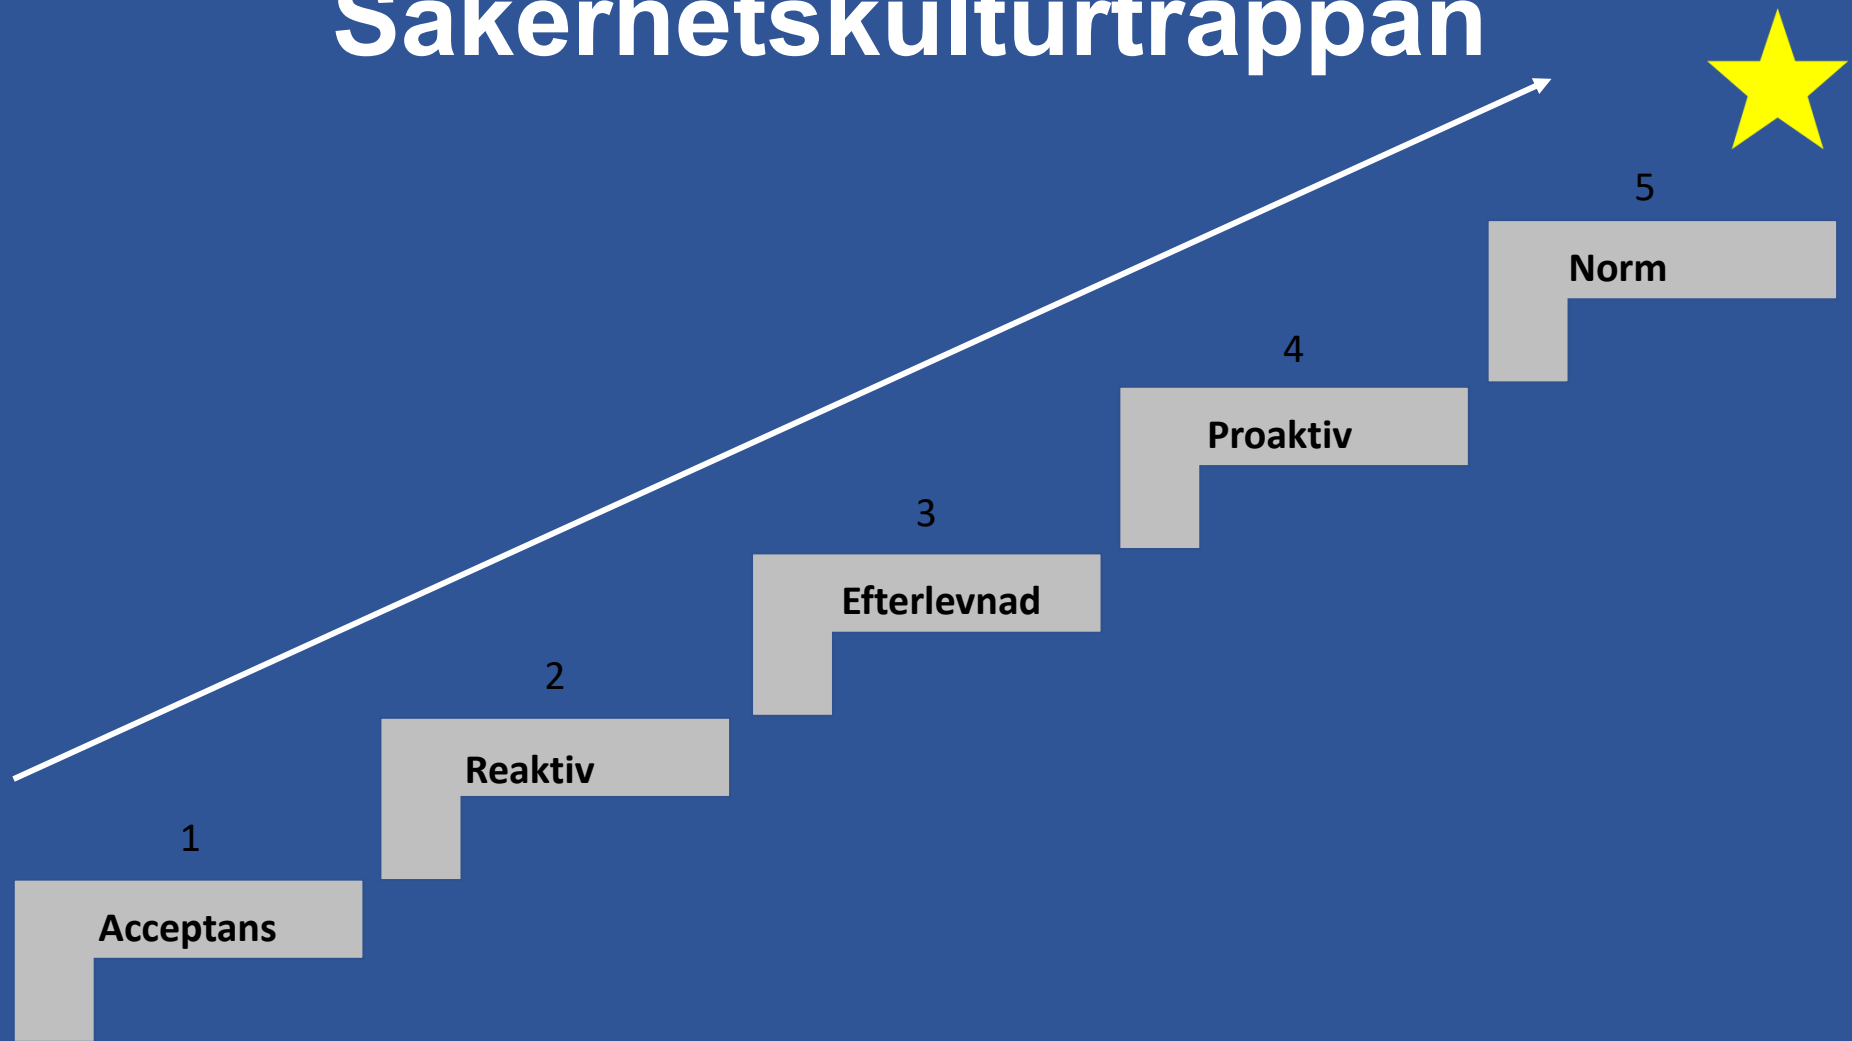 Säkerhetskulturtrappan
5
Norm
4
Proaktiv
3
Efterlevnad
2
Reaktiv
1
Acceptans